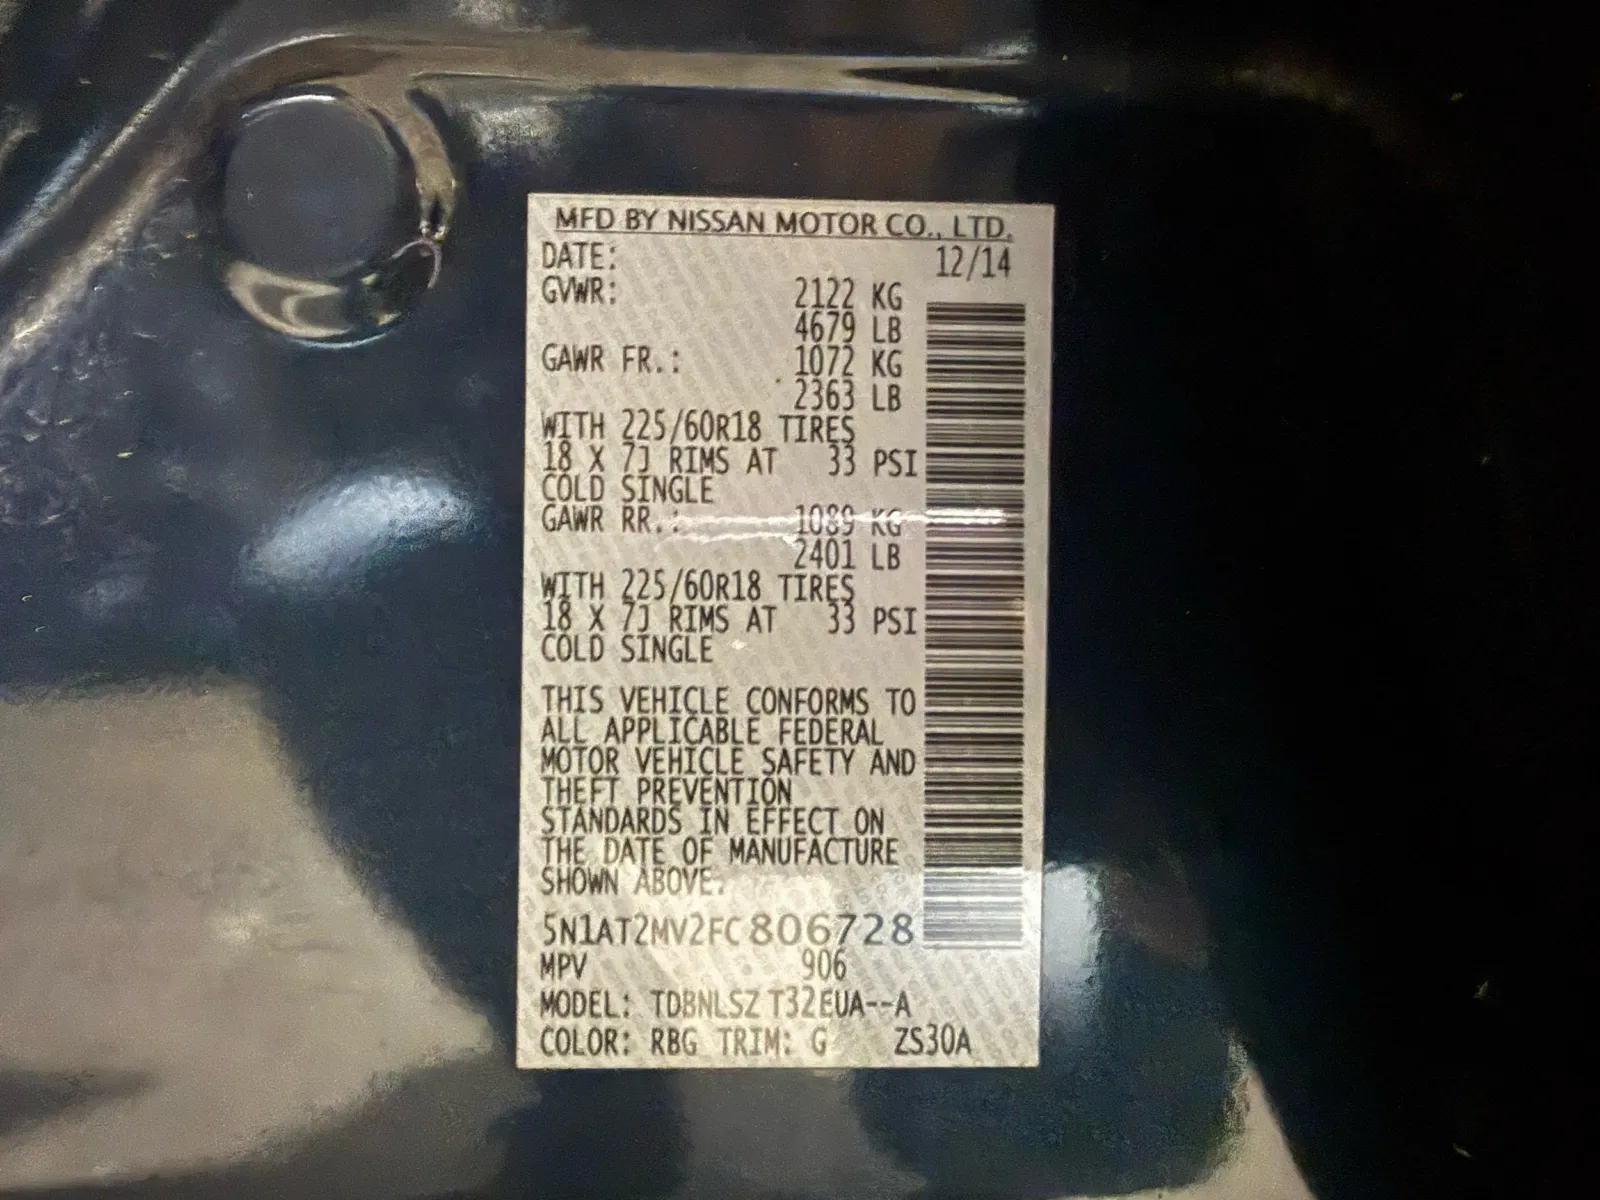 MFD BY NISSAN MOTOR CO., LTD.
DATE: 12/14
GVWR: 2122 KG
4679 LB
GAWR FR.: 1072 KG
2363 LB
WITH 225/60R18 TIRES
18 X 7J RIMS AT 33 PSI
COLD SINGLE
GAWR RR.: 1089 KG
2401 LB
WITH 225/60R18 TIRES
18 X 7J RIMS AT 33 PSI
COLD SINGLE
THIS VEHICLE CONFORMS TO
ALL APPLICABLE FEDERAL
MOTOR VEHICLE SAFETY AND
THEFT PREVENTION
STANDARDS IN EFFECT ON
THE DATE OF MANUFACTURE
SHOWN ABOVE.
5N1AT2MV2FC806728
MPV 906
MODEL: TDBNLSZ T32EUA--A
COLOR: RBG TRIM: G ZS30A